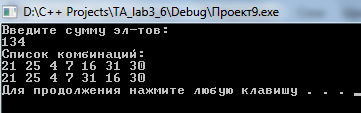 D:\C++ Projects\TA_lab3_6\Debug\Проект9.exe
Введите сумму эл-тов:
134
Список комбинаций:
21 25 4 7 16 31 30
21 25 4 7 31 16 30
Для продолжения нажмите любую клавишу . . .